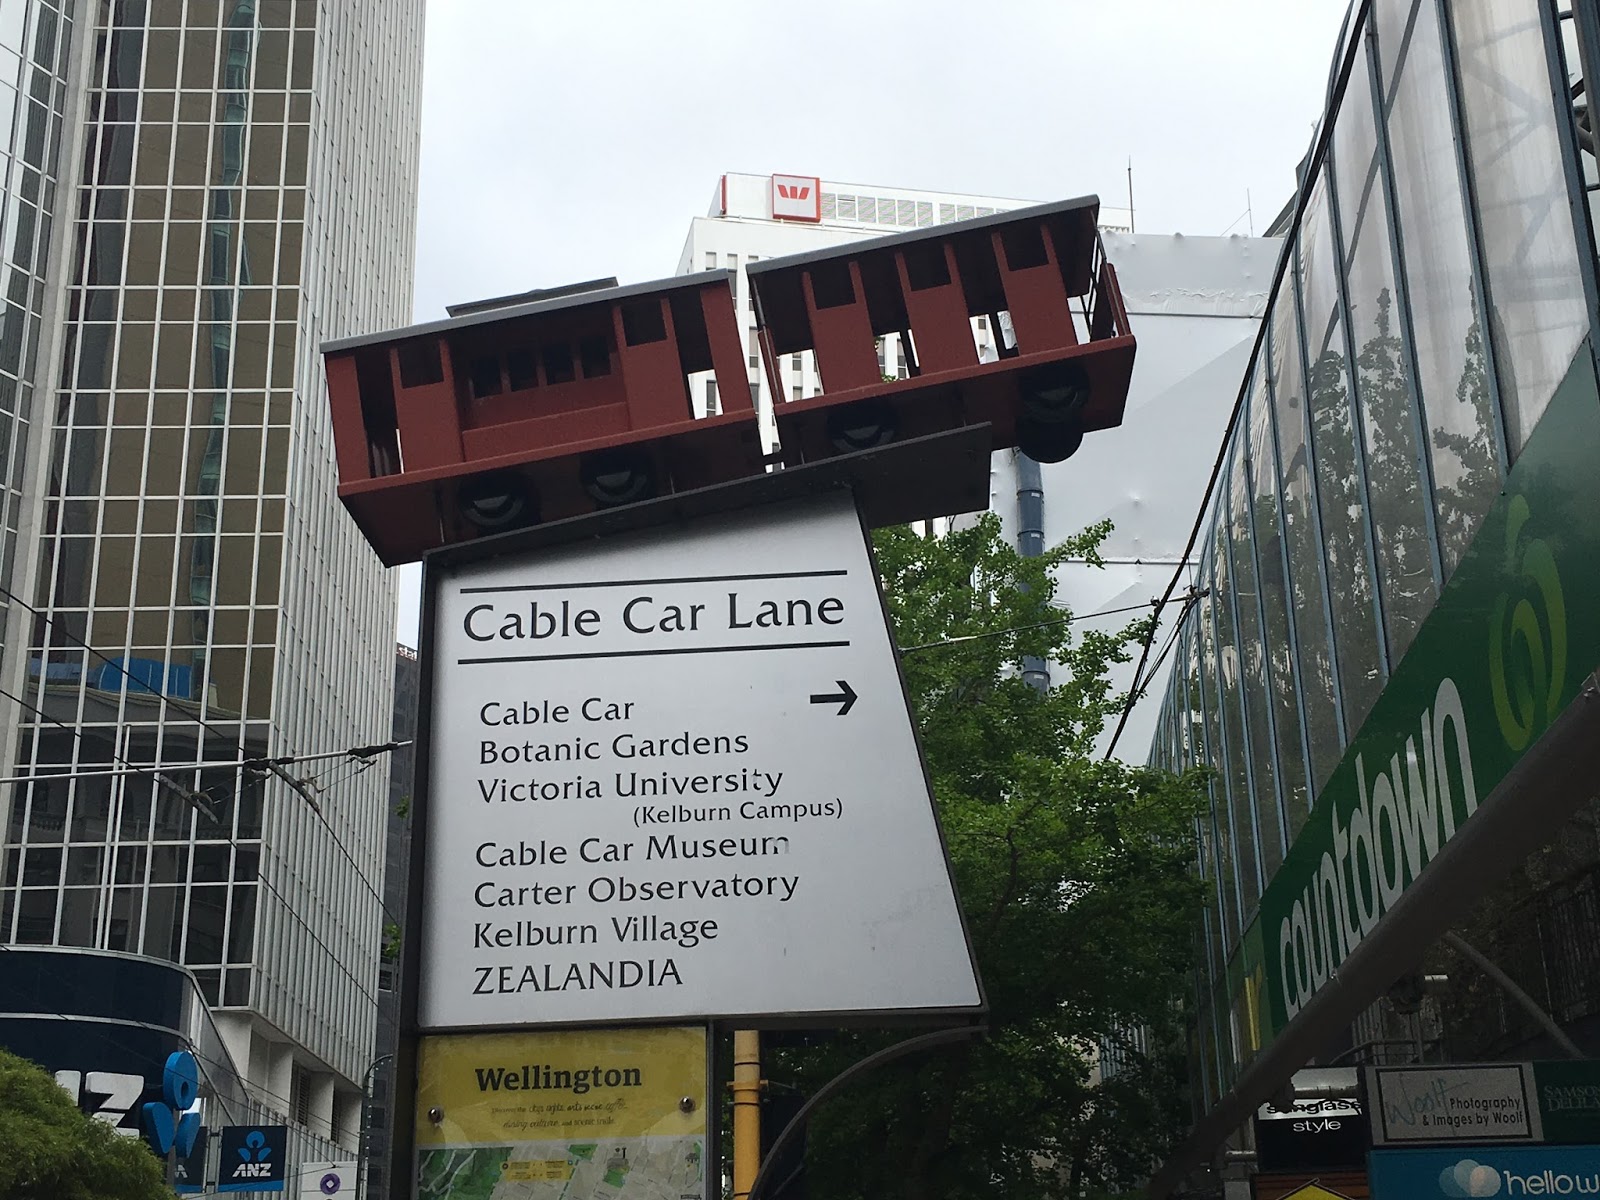 Cable Car Lane
Cable Car
Botanic Gardens
Victoria University
(Kelburn Campus)
Cable Car Museum
Carter Observatory
Kelburn Village
ZEALANDIA
Wellington
countdown
ANZ
style
Woolf Photography
& Images by Woolf